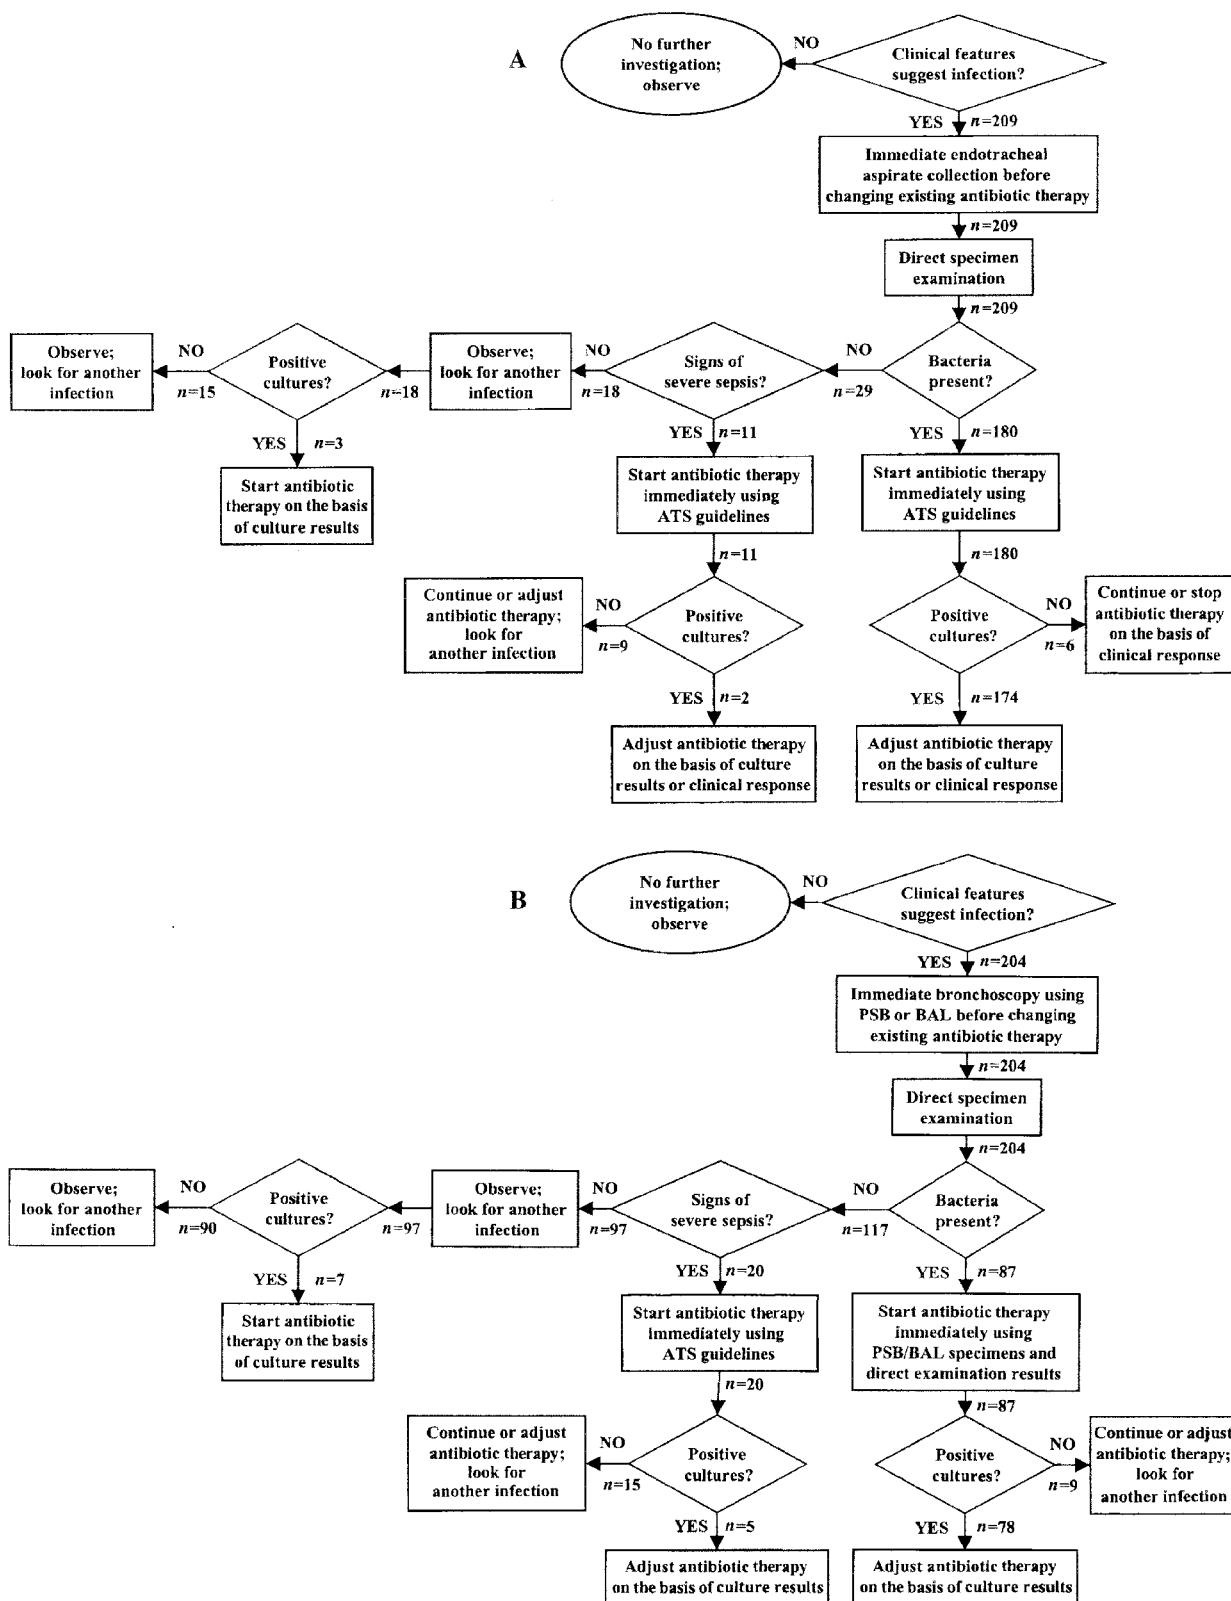 A
No further
investigation;
observe
NO
Clinical features
suggest infection?
YES
n=209
Immediate endotracheal
aspirate collection before
changing existing antibiotic therapy
n=209
Direct specimen
examination
n=209
Observe;
look for another
infection
NO
n=15
Positive
cultures?
n=18
Observe;
look for another
infection
NO
n=18
Signs of
severe sepsis?
NO
n=29
Bacteria
present?
YES n=3
Start antibiotic
therapy on the basis
of culture results
YES n=11
Start antibiotic therapy
immediately using
ATS guidelines
n=11
YES n=180
Start antibiotic therapy
immediately using
ATS guidelines
n=180
Continue or adjust
antibiotic therapy;
look for
another infection
NO
n=9
Positive
cultures?
Positive
cultures?
NO
n=6
Continue or stop
antibiotic therapy
on the basis of
clinical response
YES n=2
Adjust antibiotic therapy
on the basis of culture
results or clinical response
YES n=174
Adjust antibiotic therapy
on the basis of culture
results or clinical response
B
No further
investigation;
observe
NO
Clinical features
suggest infection?
YES n=204
Immediate bronchoscopy using
PSB or BAL before changing
existing antibiotic therapy
n=204
Direct specimen
examination
n=204
Observe;
look for another
infection
NO
n=90
Positive
cultures?
n=97
Observe;
look for another
infection
NO
n=97
Signs of
severe sepsis?
NO
n=117
Bacteria
present?
YES n=7
Start antibiotic
therapy on the basis
of culture results
YES n=20
Start antibiotic therapy
immediately using
ATS guidelines
n=20
YES n=87
Start antibiotic therapy
immediately using
PSB/BAL specimens and
direct examination results
n=87
Continue or adjust
antibiotic therapy;
look for
another infection
NO
n=15
Positive
cultures?
Positive
cultures?
NO
n=9
Continue or adjust
antibiotic therapy;
look for
another infection
YES n=5
Adjust antibiotic therapy
on the basis of culture results
YES n=78
Adjust antibiotic therapy
on the basis of culture results